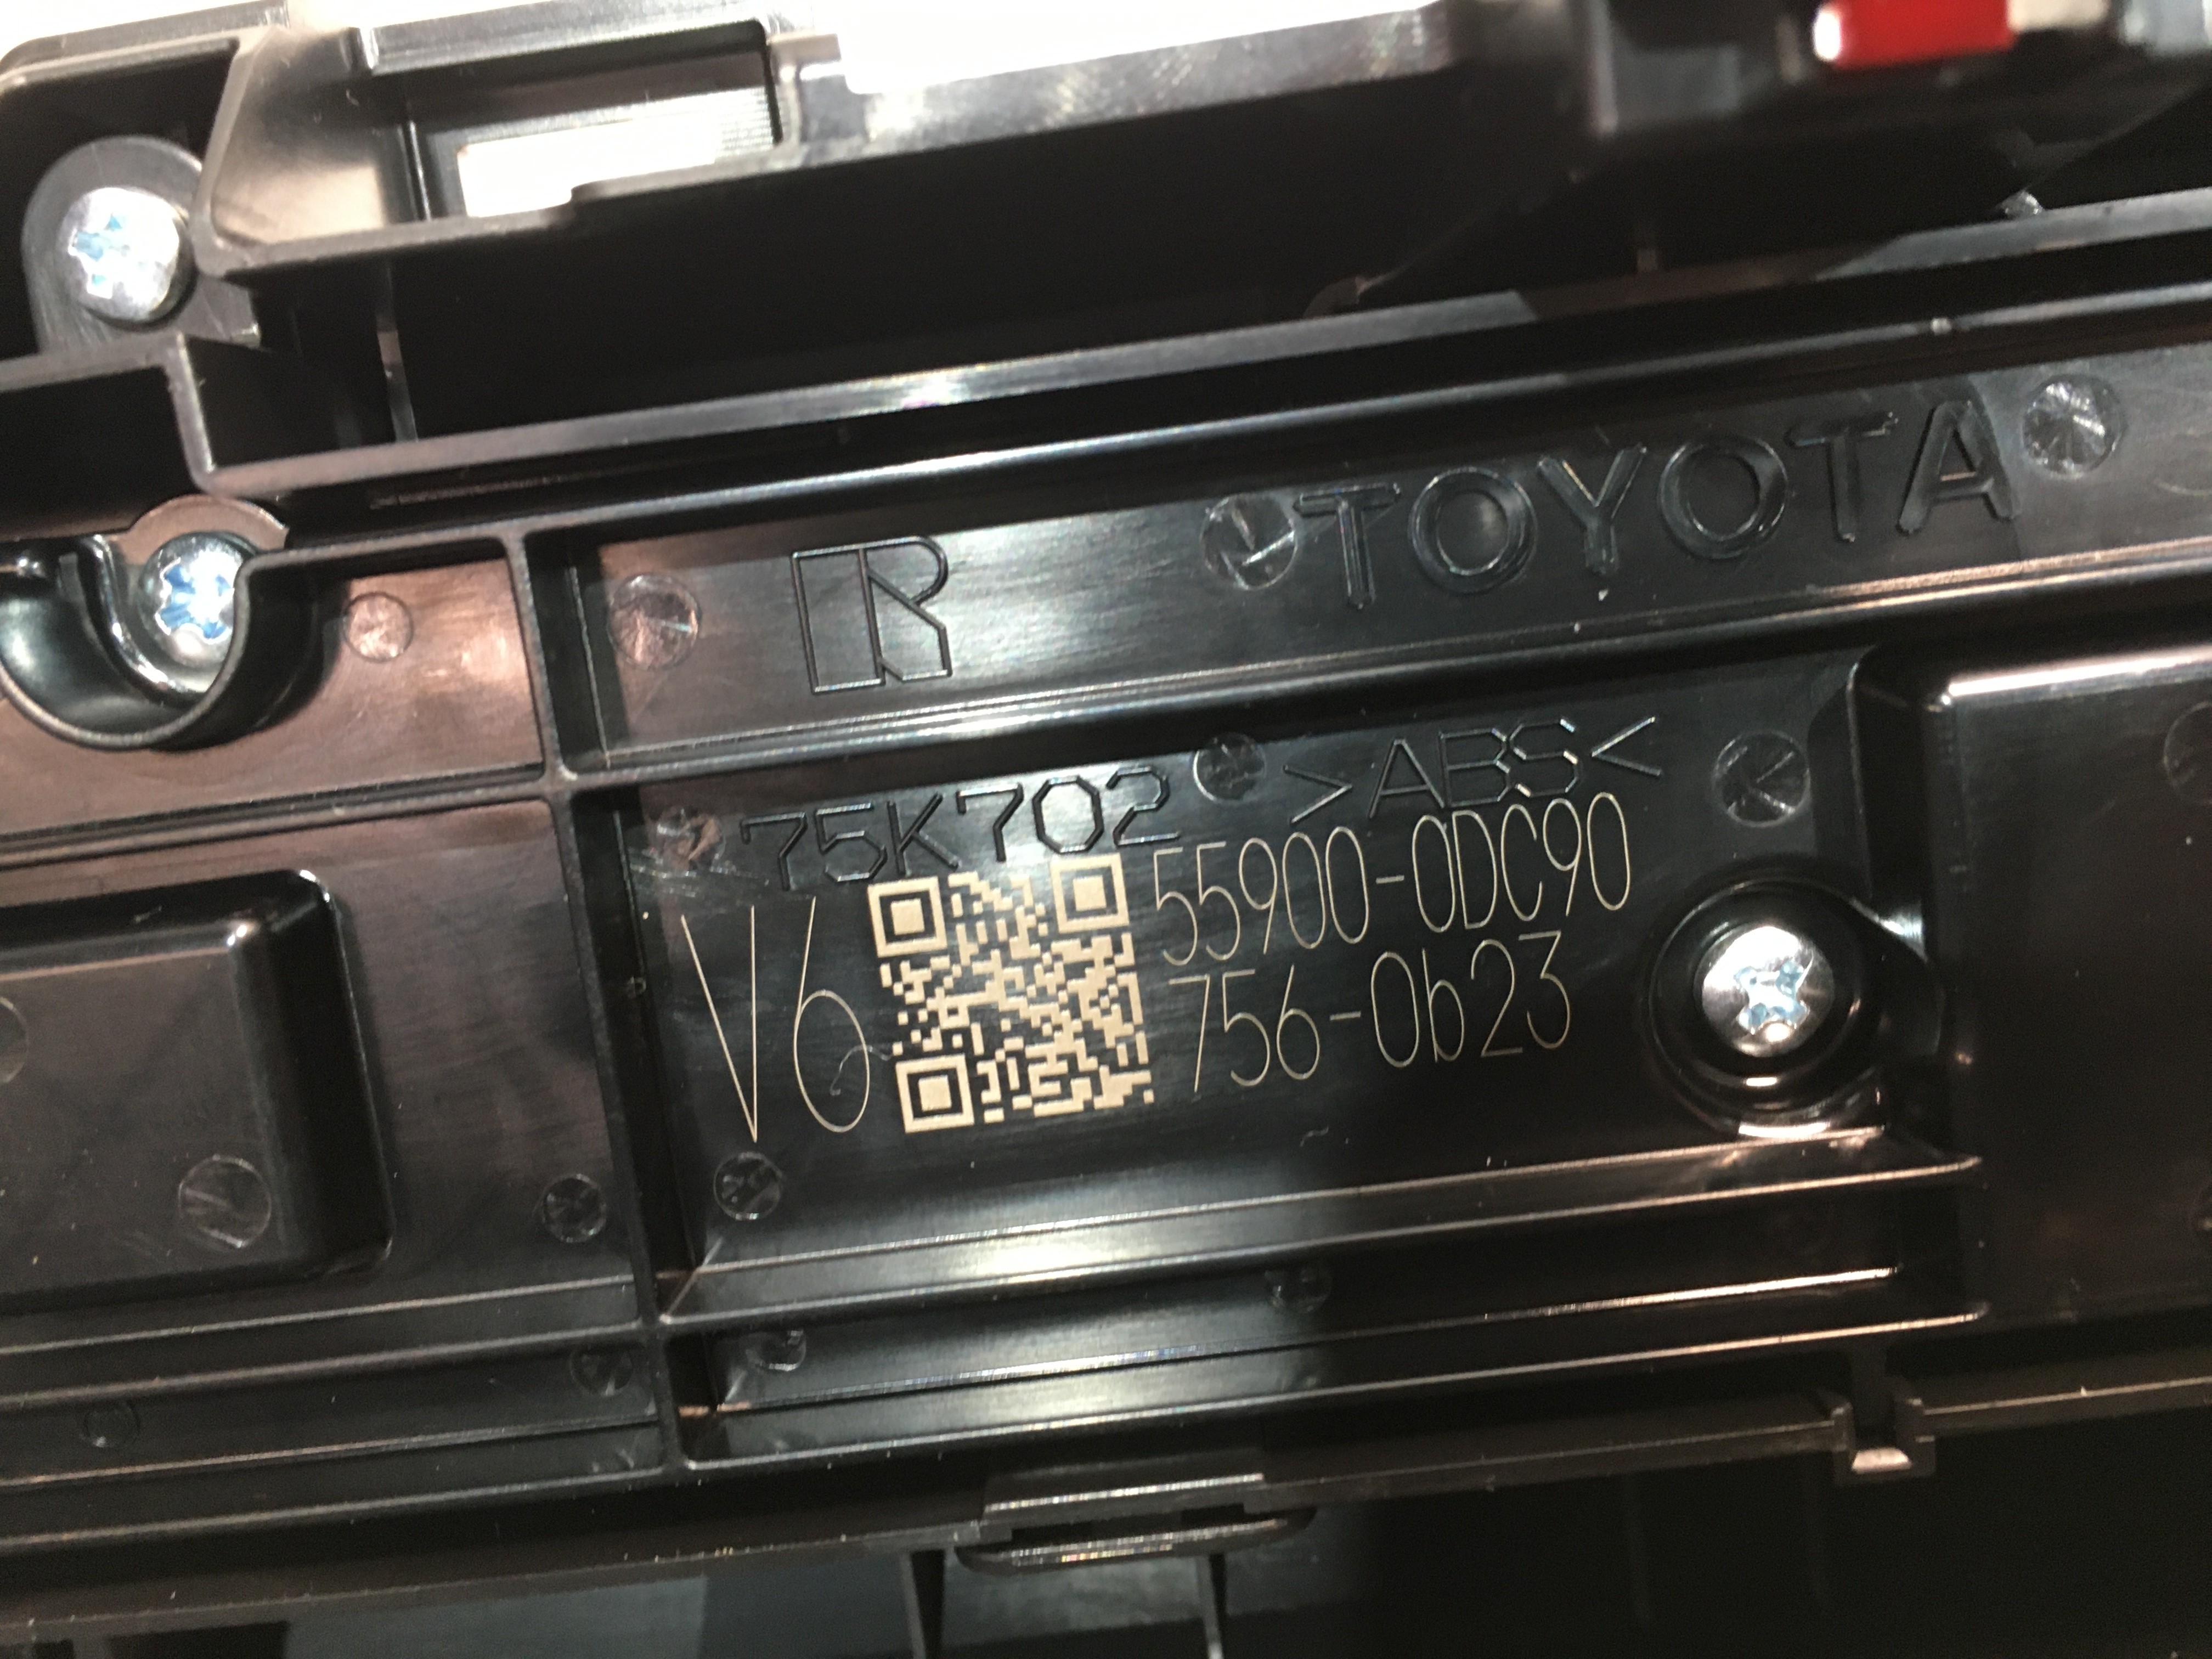 R TOYOTA
75K702 >ABS<
V6 55900-0DC90
756-0b23